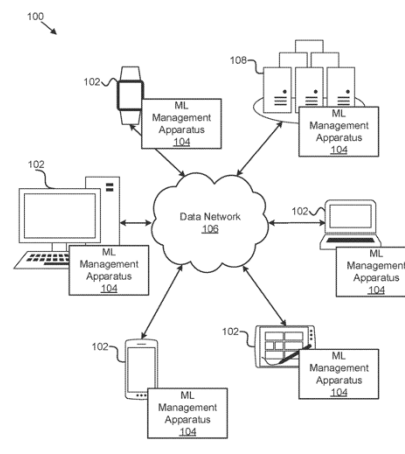 100
102
ML
Management
Apparatus
104
108
ML
Management
Apparatus
104
102
ML
Management
Apparatus
104
Data Network
106
102
ML
Management
Apparatus
104
102
ML
Management
Apparatus
104
102
ML
Management
Apparatus
104